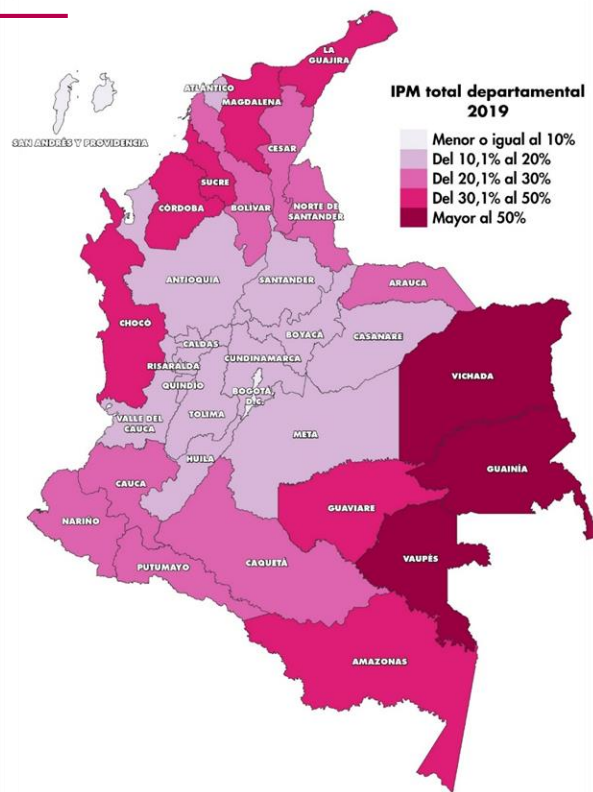 IPM total departamental
2019
Menor o igual al 10%
Del 10,1% al 20%
Del 20,1% al 30%
Del 30,1% al 50%
Mayor al 50%
LA
GUAJIRA
ATLÁNTICO
MAGDALENA
SAN ANDRÉS Y PROVIDENCIA
CESAR
SUCRE
CÓRDOBA
BOLÍVAR
NORTE DE
SANTANDER
ANTIOQUIA
SANTANDER
ARAUCA
CHOCÓ
BOYACÁ
CASANARE
CALDAS
CUNDINAMARCA
RISARALDA
VICHADA
QUINDÍO
BOGOTÁ,
D.C.
VALLE DEL
CAUCA
TOLIMA
META
HUILA
GUAINÍA
CAUCA
GUAVIARE
NARIÑO
VAUPÉS
CAQUETÁ
PUTUMAYO
AMAZONAS